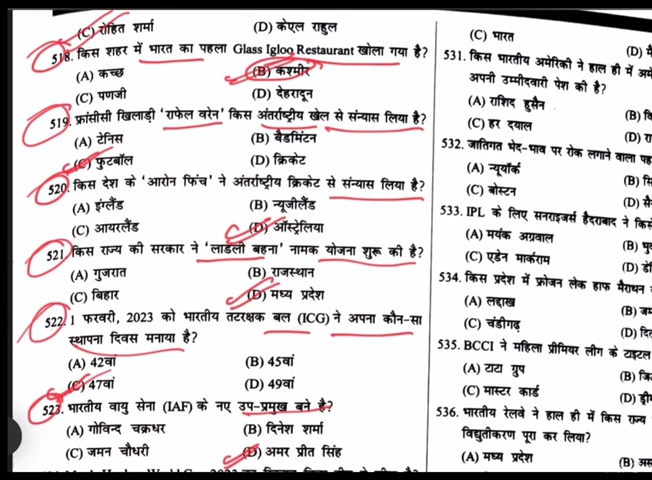 (C) रोहित शर्मा (D) केएल राहुल
518. किस शहर में भारत का पहला Glass Igloo Restaurant खोला गया है?
(A) कच्छ (B) कश्मीर
(C) पणजी (D) देहरादून
519. फ्रांसीसी खिलाड़ी 'राफेल वरेन' किस अंतर्राष्ट्रीय खेल से संन्यास लिया है?
(A) टेनिस (B) बैडमिंटन
(C) फुटबॉल (D) क्रिकेट
520. किस देश के 'आरोन फिंच' ने अंतर्राष्ट्रीय क्रिकेट से संन्यास लिया है?
(A) इंग्लैंड (B) न्यूजीलैंड
(C) आयरलैंड (D) ऑस्ट्रेलिया
521. किस राज्य की सरकार ने 'लाडली बहना' नामक योजना शुरू की है?
(A) गुजरात (B) राजस्थान
(C) बिहार (D) मध्य प्रदेश
522. 1 फरवरी, 2023 को भारतीय तटरक्षक बल (ICG) ने अपना कौन-सा
स्थापना दिवस मनाया है?
(A) 42वां (B) 45वां
(C) 47वां (D) 49वां
523. भारतीय वायु सेना (IAF) के नए उप-प्रमुख बने है?
(A) गोविन्द चक्रधर (B) दिनेश शर्मा
(C) जमन चौधरी (D) अमर प्रीत सिंह
(C) भारत (D)
531. किस भारतीय अमेरिकी ने हाल ही में
अपनी उम्मीदवारी पेश को है?
(A) राशिद हुसैन (B)
(C) हर दयाल (D)
532. जातिगत भेद-भाव पर रोक लगाने वाला
(A) न्यूयॉर्क (B)
(C) बोस्टन (D)
533. IPL के लिए सनराइजर्स हैदराबाद ने
(A) मयंक अग्रवाल (B)
(C) एडेन मार्कराम (D)
534. किस प्रदेश में फ्रोजन लेक हाफ मैराथन
(A) लद्दाख (B)
(C) चंडीगढ़ (D)
535. BCCI ने महिला प्रीमियर लीग के टाइटल
(A) टाटा ग्रुप (B)
(C) मास्टर कार्ड (D)
536. भारतीय रेलवे ने हाल ही में किस राज्य
विद्युतीकरण पूरा कर लिया?
(A) मध्य प्रदेश (B)